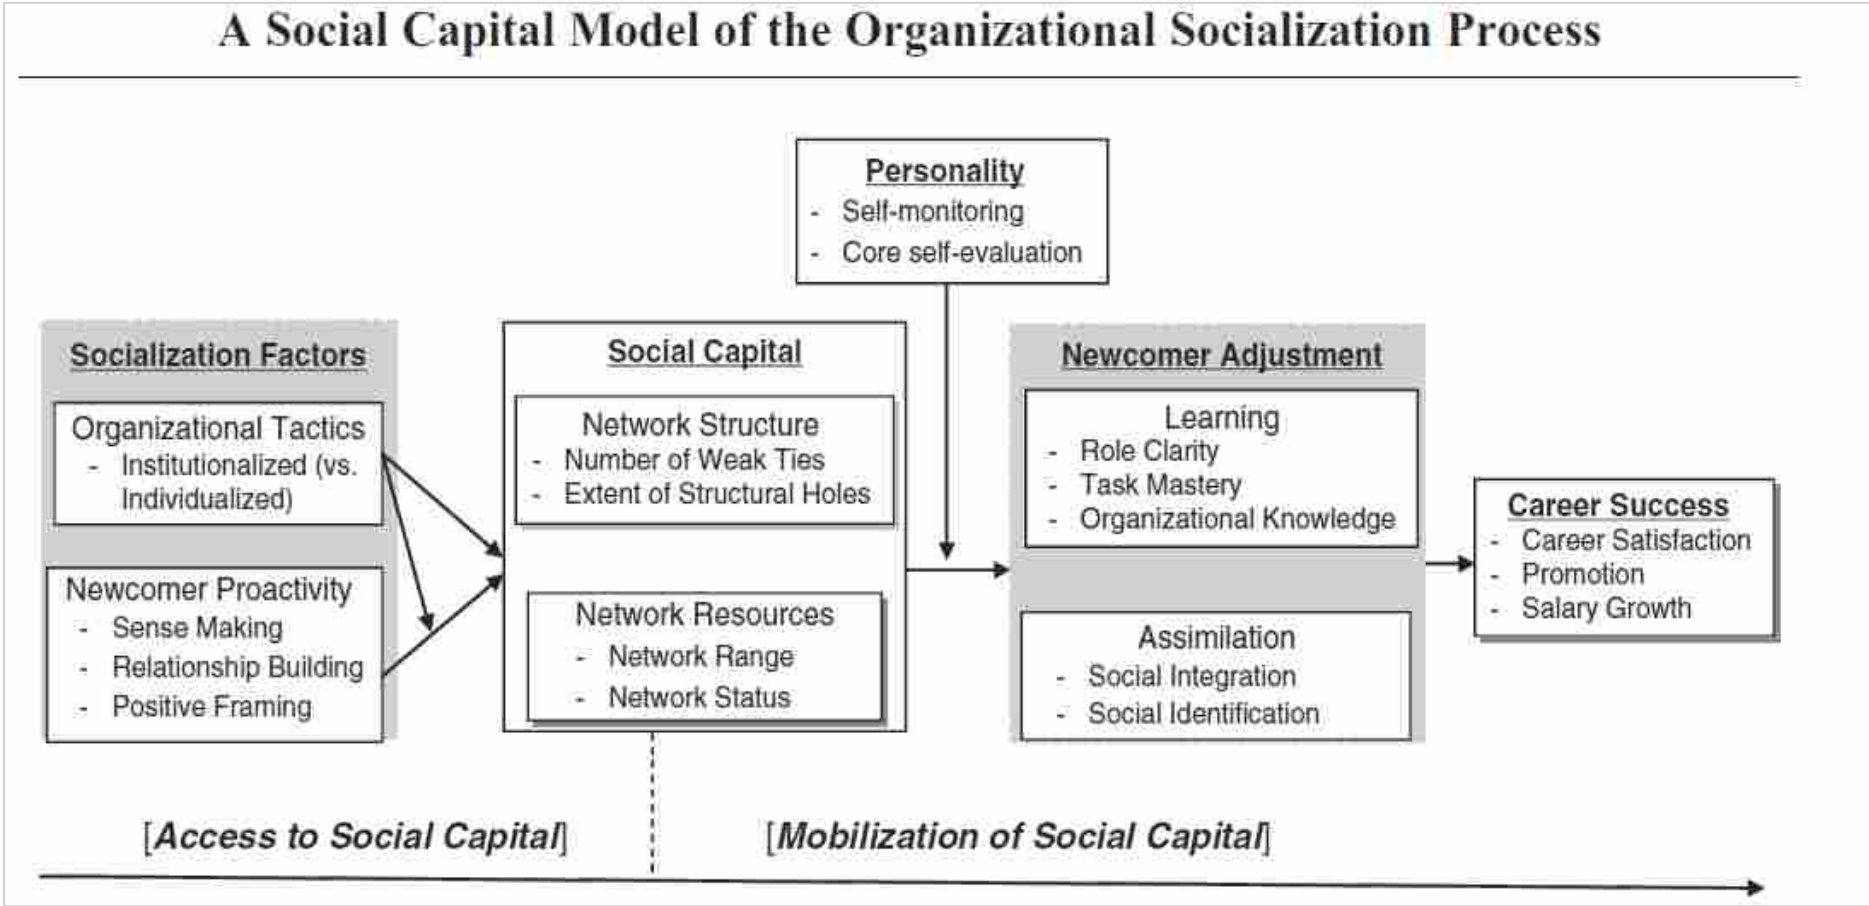 A Social Capital Model of the Organizational Socialization Process
Personality
- Self-monitoring
- Core self-evaluation
Socialization Factors
Organizational Tactics
- Institutionalized (vs.
Individualized)
Newcomer Proactivity
- Sense Making
- Relationship Building
- Positive Framing
Social Capital
Network Structure
- Number of Weak Ties
- Extent of Structural Holes
Network Resources
- Network Range
- Network Status
Newcomer Adjustment
Learning
- Role Clarity
- Task Mastery
- Organizational Knowledge
Assimilation
- Social Integration
- Social Identification
Career Success
- Career Satisfaction
- Promotion
- Salary Growth
[Access to Social Capital]
[Mobilization of Social Capital]